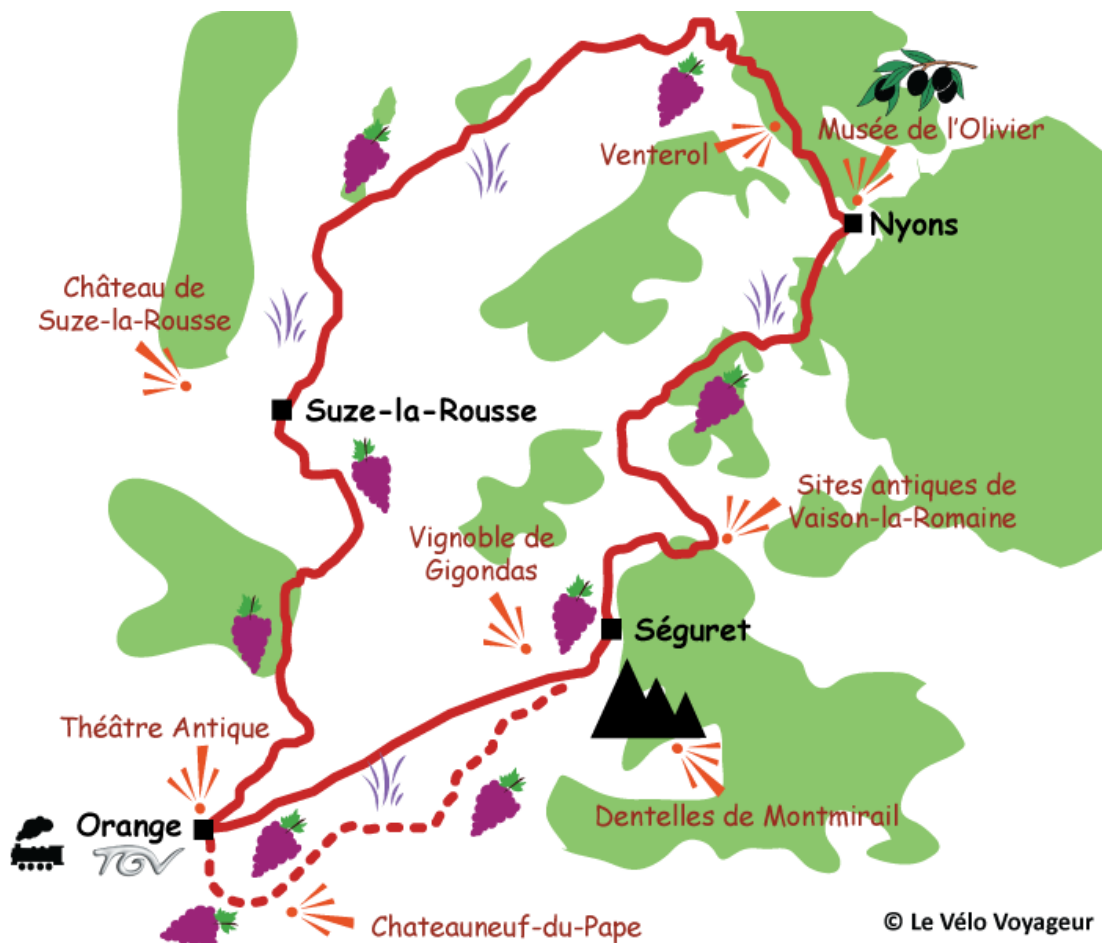 Musée de l'Olivier
Venterol
Nyons
Château de
Suze-la-Rousse
Suze-la-Rousse
Sites antiques de
Vaison-la-Romaine
Vignoble de
Gigondas
Séguret
Théâtre Antique
Orange
TGV
Dentelles de Montmirail
Chateauneuf-du-Pape
© Le Vélo Voyageur